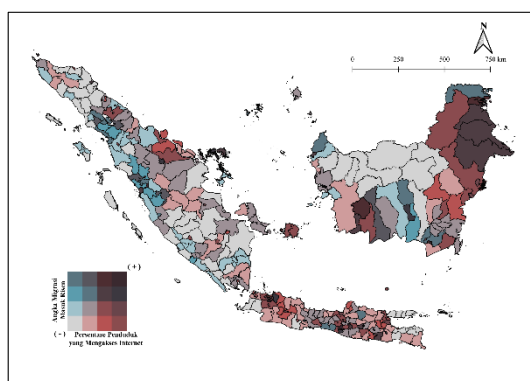 N
0 250 500 750 km
(+)
Angka Migrasi
Masuk Risen
(-) Persentase Penduduk
yang Mengakses Internet